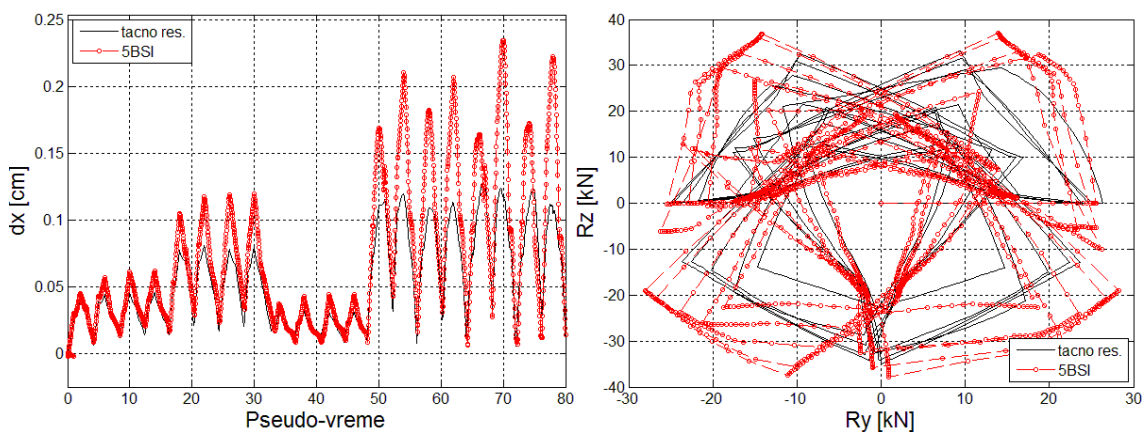 0.25
0.2
0.15
0.1
0.05
0
dx [cm]
tacno res.
5BSI
0 10 20 30 40 50 60 70 80
Pseudo-vreme
40
30
20
10
0
-10
-20
-30
-40
Rz [kN]
tacno res.
5BSI
-30 -20 -10 0 10 20 30
Ry [kN]